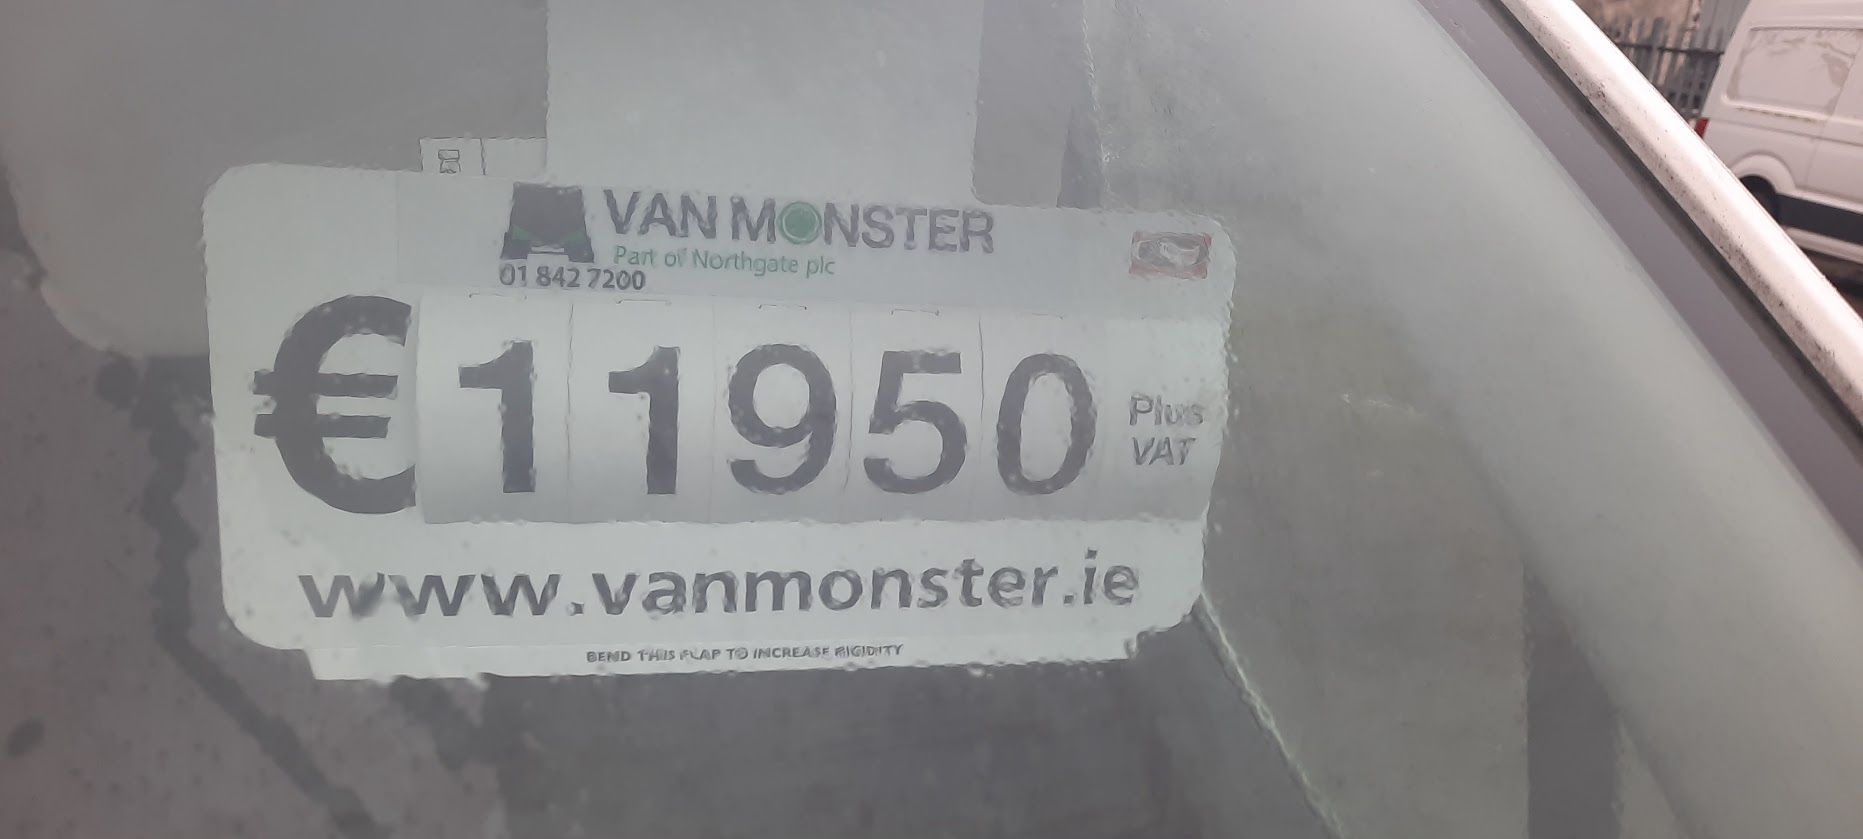 VAN MONSTER
Part of Northgate plc
01 842 7200
€11950
Plus
VAT
www.vanmonster.ie
BEND THIS FLAP TO INCREASE RIGIDITY